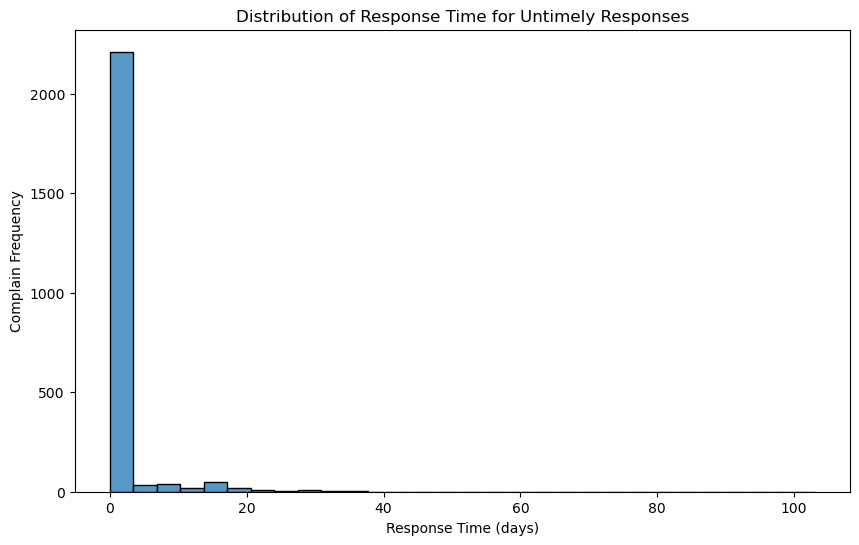 Distribution of Response Time for Untimely Responses
2000
1500
1000
500
0
Complain Frequency
0 20 40 60 80 100
Response Time (days)